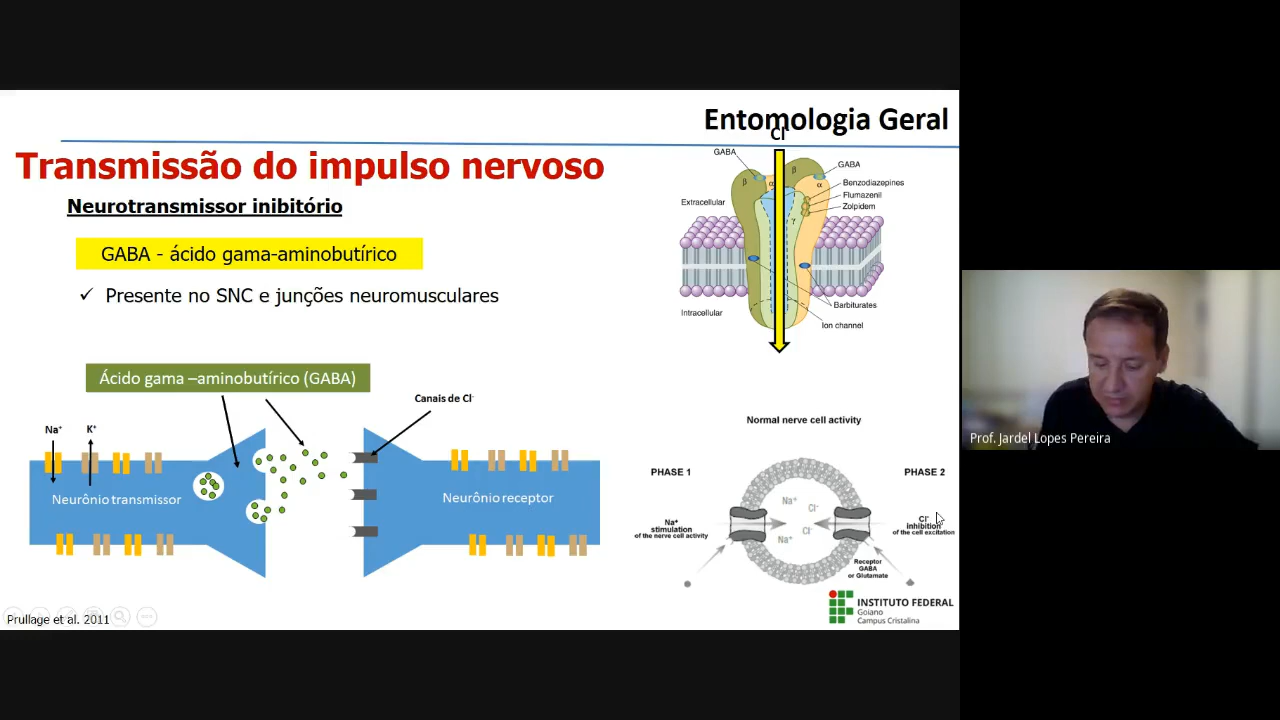 Entomologia Geral
Cl
Transmissão do impulso nervoso
Neurotransmissor inibitório
GABA - ácido gama-aminobutírico
✓ Presente no SNC e junções neuromusculares
GABA
GABA
β
α
β
α
γ
Benzodiazepines
Flumazenil
Zolpidem
Extracellular
Intracellular
Barbiturates
Ion channel
Ácido gama –aminobutírico (GABA)
Canais de Cl⁻
Na⁺
K⁺
Neurônio transmissor
Neurônio receptor
Normal nerve cell activity
PHASE 1
PHASE 2
Na⁺
Cl⁻
Cl⁻
Na⁺
Na⁺
stimulation
of the nerve cell activity
Cl⁻
inhibition
of the cell excitation
Receptor
GABA
or Glutamate
INSTITUTO FEDERAL
Goiano
Campus Cristalina
Prullage et al. 2011
Prof. Jardel Lopes Pereira